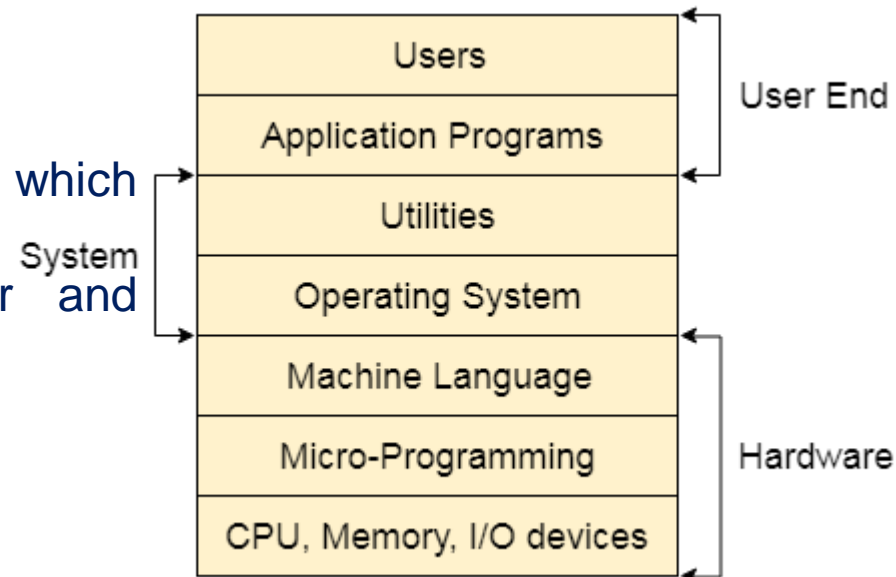 Users
User End
Application Programs
which
Utilities
System
and
Operating System
Machine Language
Micro-Programming
Hardware
CPU, Memory, I/O devices